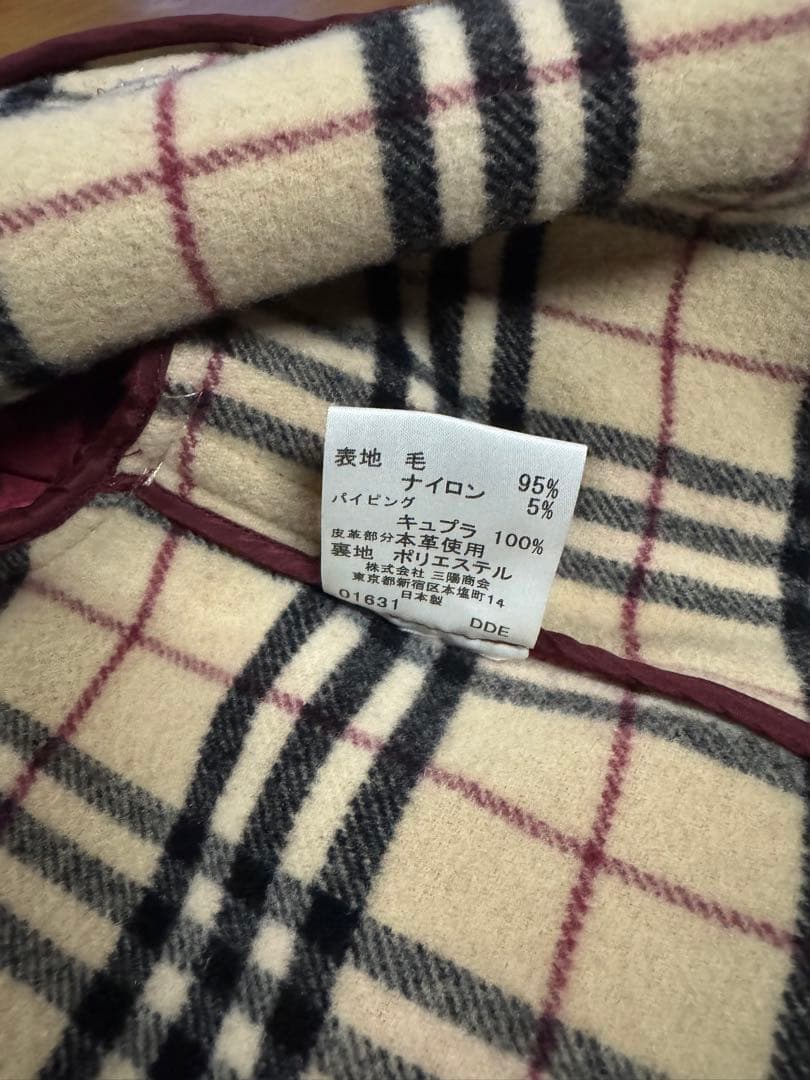 表地 毛 95%
ナイロン 5%
パイピング
キュプラ 100%
皮革部分 本革使用
裏地 ポリエステル
株式会社 三陽商会
東京都新宿区本塩町14
日本製
01631 DDE